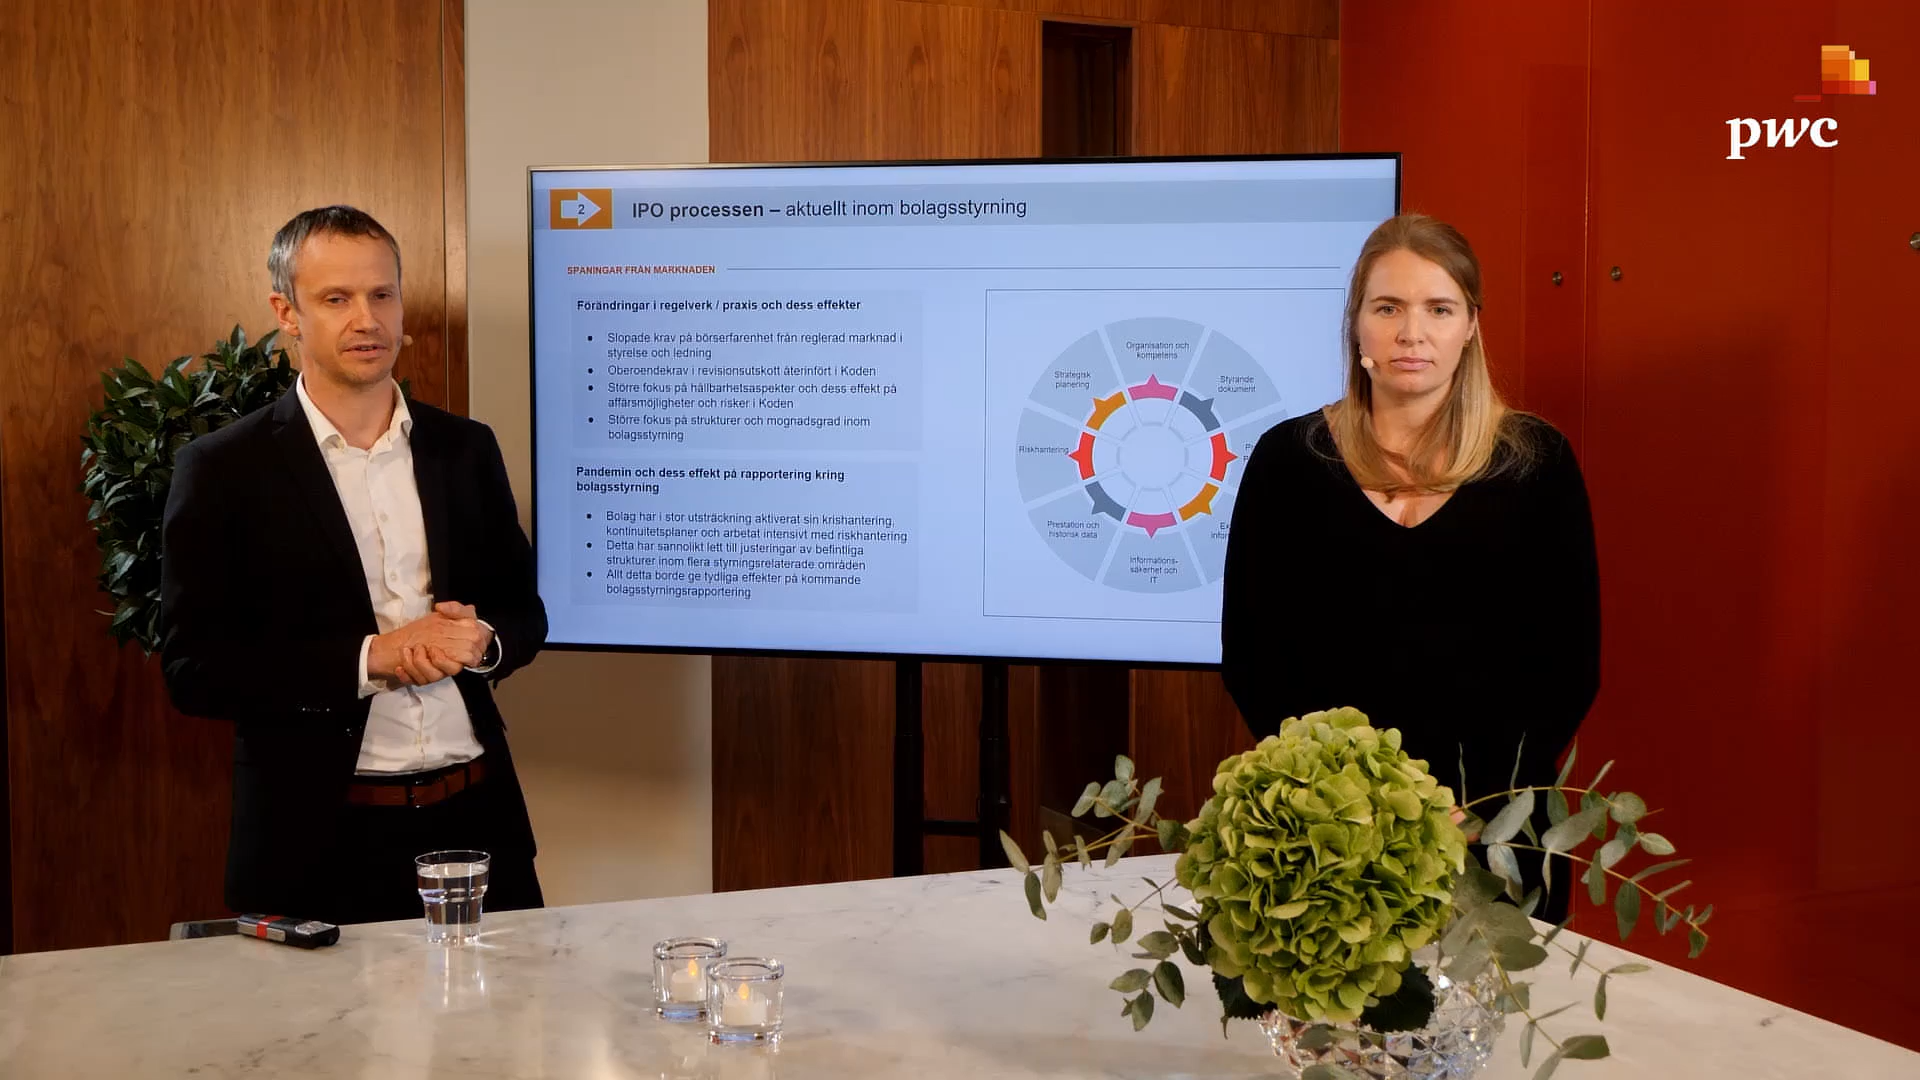 pwc
2
IPO processen – aktuellt inom bolagsstyrning
SPANINGAR FRÅN MARKNADEN
Förändringar i regelverk / praxis och dess effekter
• Slopade krav på börserfarenhet från reglerad marknad i
styrelse och ledning
• Oberoendekrav i revisionsutskott återinfört i Koden
• Större fokus på hållbarhetsaspekter och dess effekt på
affärsmöjligheter och risker i Koden
• Större fokus på strukturer och mognadsgrad inom
bolagsstyrning
Pandemin och dess effekt på rapportering kring
bolagsstyrning
• Bolag har i stor utsträckning aktiverat sin krishantering,
kontinuitetsplaner och arbetat intensivt med riskhantering
• Detta har sannolikt lett till justeringar av befintliga
strukturer inom flera styrningsrelaterade områden
• Allt detta borde ge tydliga effekter på kommande
bolagsstyrningsrapportering
Organisation och
kompetens
Styrande
dokument
Informations-
säkerhet och
IT
Prestation och
historisk data
Riskhantering
Strategisk
planering